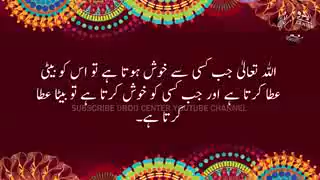 اللہ تعالیٰ جب کسی سے خوش ہوتا ہے تو اس کو بیٹی
عطا کرتا ہے اور جب کسی کو خوش کرتا ہے تو بیٹا عطا
SUBSCRIBE URDU CENTER YOUTUBE CHANNEL
کرتا ہے۔